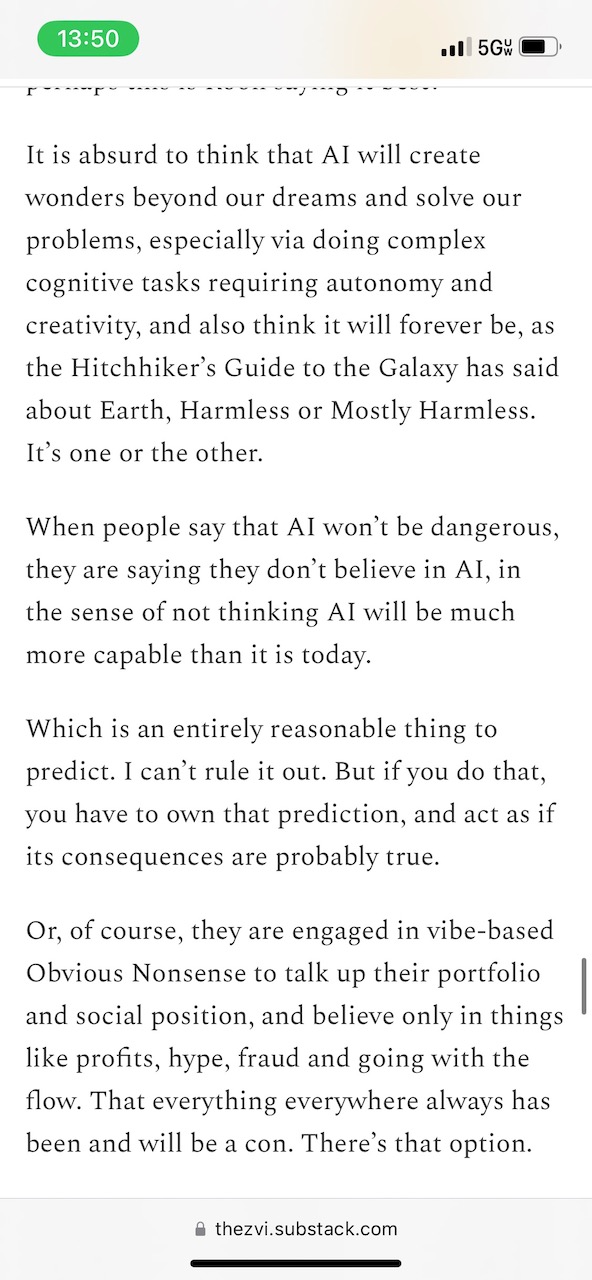 13:50
5GUW
It is absurd to think that AI will create
wonders beyond our dreams and solve our
problems, especially via doing complex
cognitive tasks requiring autonomy and
creativity, and also think it will forever be, as
the Hitchhiker’s Guide to the Galaxy has said
about Earth, Harmless or Mostly Harmless.
It’s one or the other.
When people say that AI won’t be dangerous,
they are saying they don’t believe in AI, in
the sense of not thinking AI will be much
more capable than it is today.
Which is an entirely reasonable thing to
predict. I can’t rule it out. But if you do that,
you have to own that prediction, and act as if
its consequences are probably true.
Or, of course, they are engaged in vibe-based
Obvious Nonsense to talk up their portfolio
and social position, and believe only in things
like profits, hype, fraud and going with the
flow. That everything everywhere always has
been and will be a con. There’s that option.
thezvi.substack.com